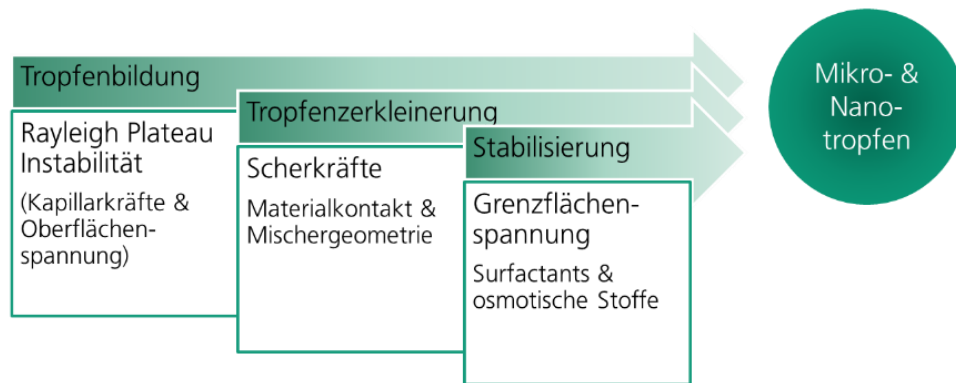 Tropfenbildung
Rayleigh Plateau
Instabilität
(Kapillarkräfte &
Oberflächen-
spannung)
Tropfenzerkleinerung
Scherkräfte
Materialkontakt &
Mischergeometrie
Stabilisierung
Grenzflächen-
spannung
Surfactants &
osmotische Stoffe
Mikro- &
Nano-
tropfen